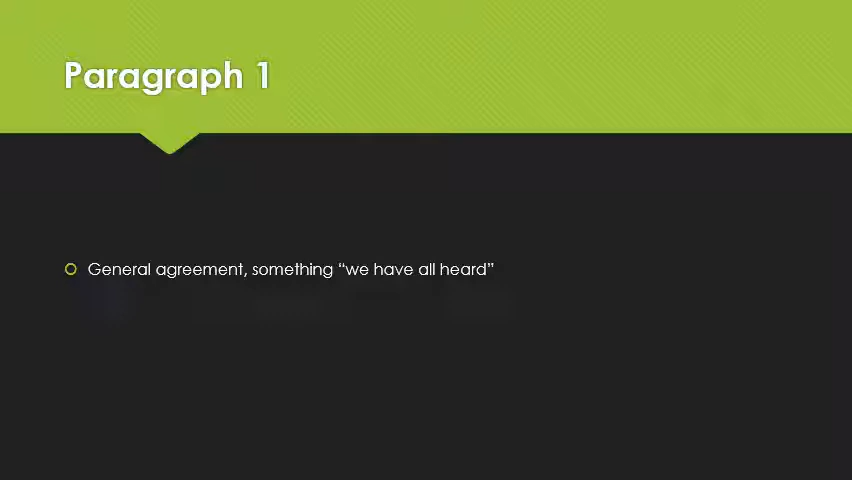 Paragraph 1
General agreement, something “we have all heard”